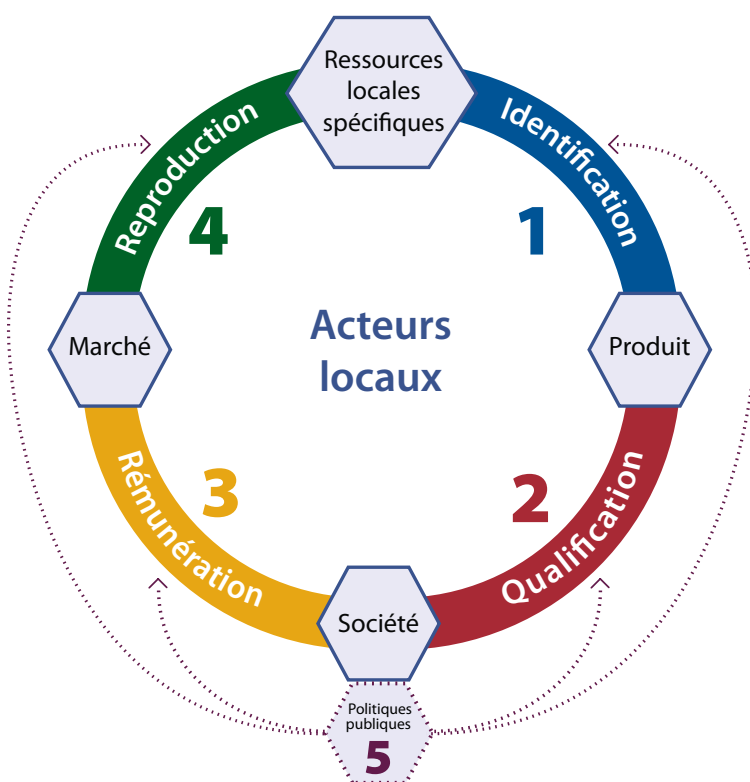 Ressources
locales
spécifiques
Reproduction
Identification
4
1
Acteurs
locaux
Marché
Produit
3
2
Rémunération
Qualification
Société
Politiques
publiques
5